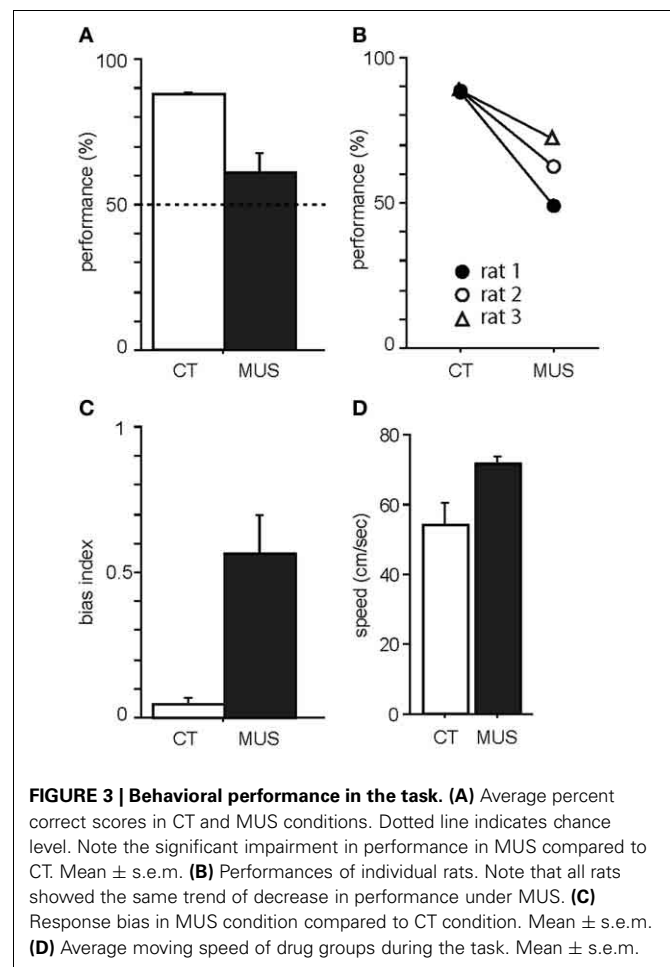 A
100
50
0
performance (%)
CT MUS
B
100
50
0
performance (%)
rat 1
rat 2
rat 3
CT MUS
C
1
0.5
0
bias index
CT MUS
D
80
60
40
20
0
speed (cm/sec)
CT MUS
FIGURE 3 | Behavioral performance in the task. (A) Average percent
correct scores in CT and MUS conditions. Dotted line indicates chance
level. Note the significant impairment in performance in MUS compared to
CT. Mean ± s.e.m. (B) Performances of individual rats. Note that all rats
showed the same trend of decrease in performance under MUS. (C)
Response bias in MUS condition compared to CT condition. Mean ± s.e.m.
(D) Average moving speed of drug groups during the task. Mean ± s.e.m.